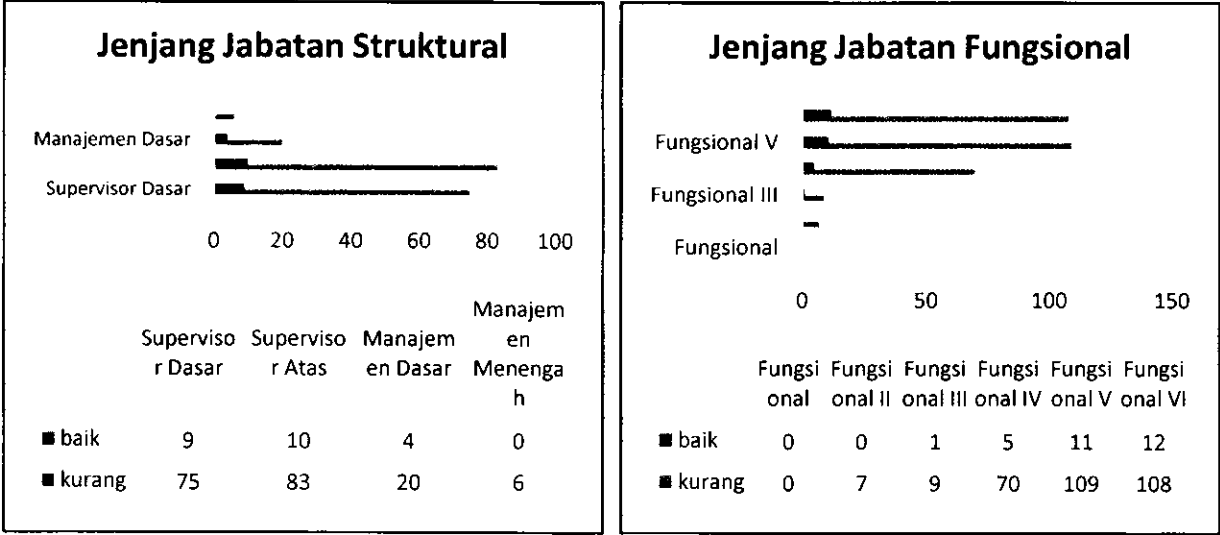 Jenjang Jabatan Struktural
Manajemen Dasar
Supervisor Dasar
0 20 40 60 80 100
Superviso
r Dasar
Superviso
r Atas
Manajem
en Dasar
Manajem
en
Menenga
h
baik 9 10 4 0
kurang 75 83 20 6
Jenjang Jabatan Fungsional
Fungsional V
Fungsional III
Fungsional
0 50 100 150
Fungsi
onal
Fungsi
onal II
Fungsi
onal III
Fungsi
onal IV
Fungsi
onal V
Fungsi
onal VI
baik 0 0 1 5 11 12
kurang 0 7 9 70 109 108